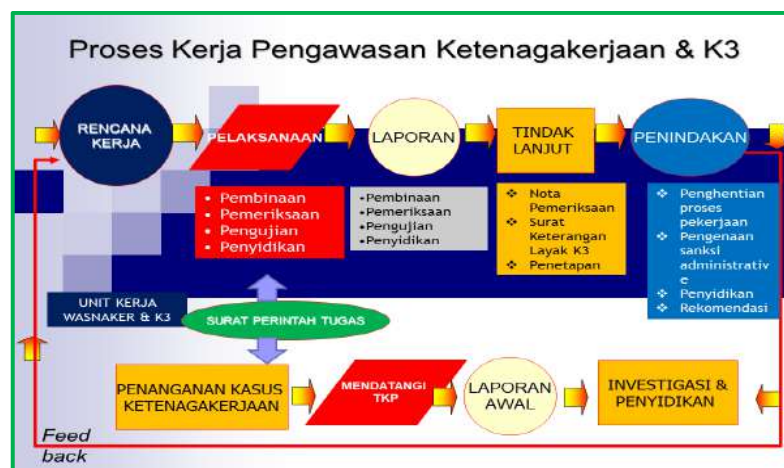 Proses Kerja Pengawasan Ketenagakerjaan & K3
RENCANA
KERJA
PELAKSANAAN
LAPORAN
TINDAK
LANJUT
PENINDAKAN
• Pembinaan
• Pemeriksaan
• Pengujian
• Penyidikan
•Pembinaan
•Pemeriksaan
•Pengujian
•Penyidikan
❖ Nota
Pemeriksaan
❖ Surat
Keterangan
Layak K3
❖ Penetapan
❖ Penghentian
proses
pekerjaan
❖ Pengenaan
sanksi
administrativ
e
❖ Penyidikan
❖ Rekomendasi
UNIT KERJA
WASNAKER & K3
SURAT PERINTAH TUGAS
PENANGANAN KASUS
KETENAGAKERJAAN
MENDATANGI
TKP
LAPORAN
AWAL
INVESTIGASI &
PENYIDIKAN
Feed
back